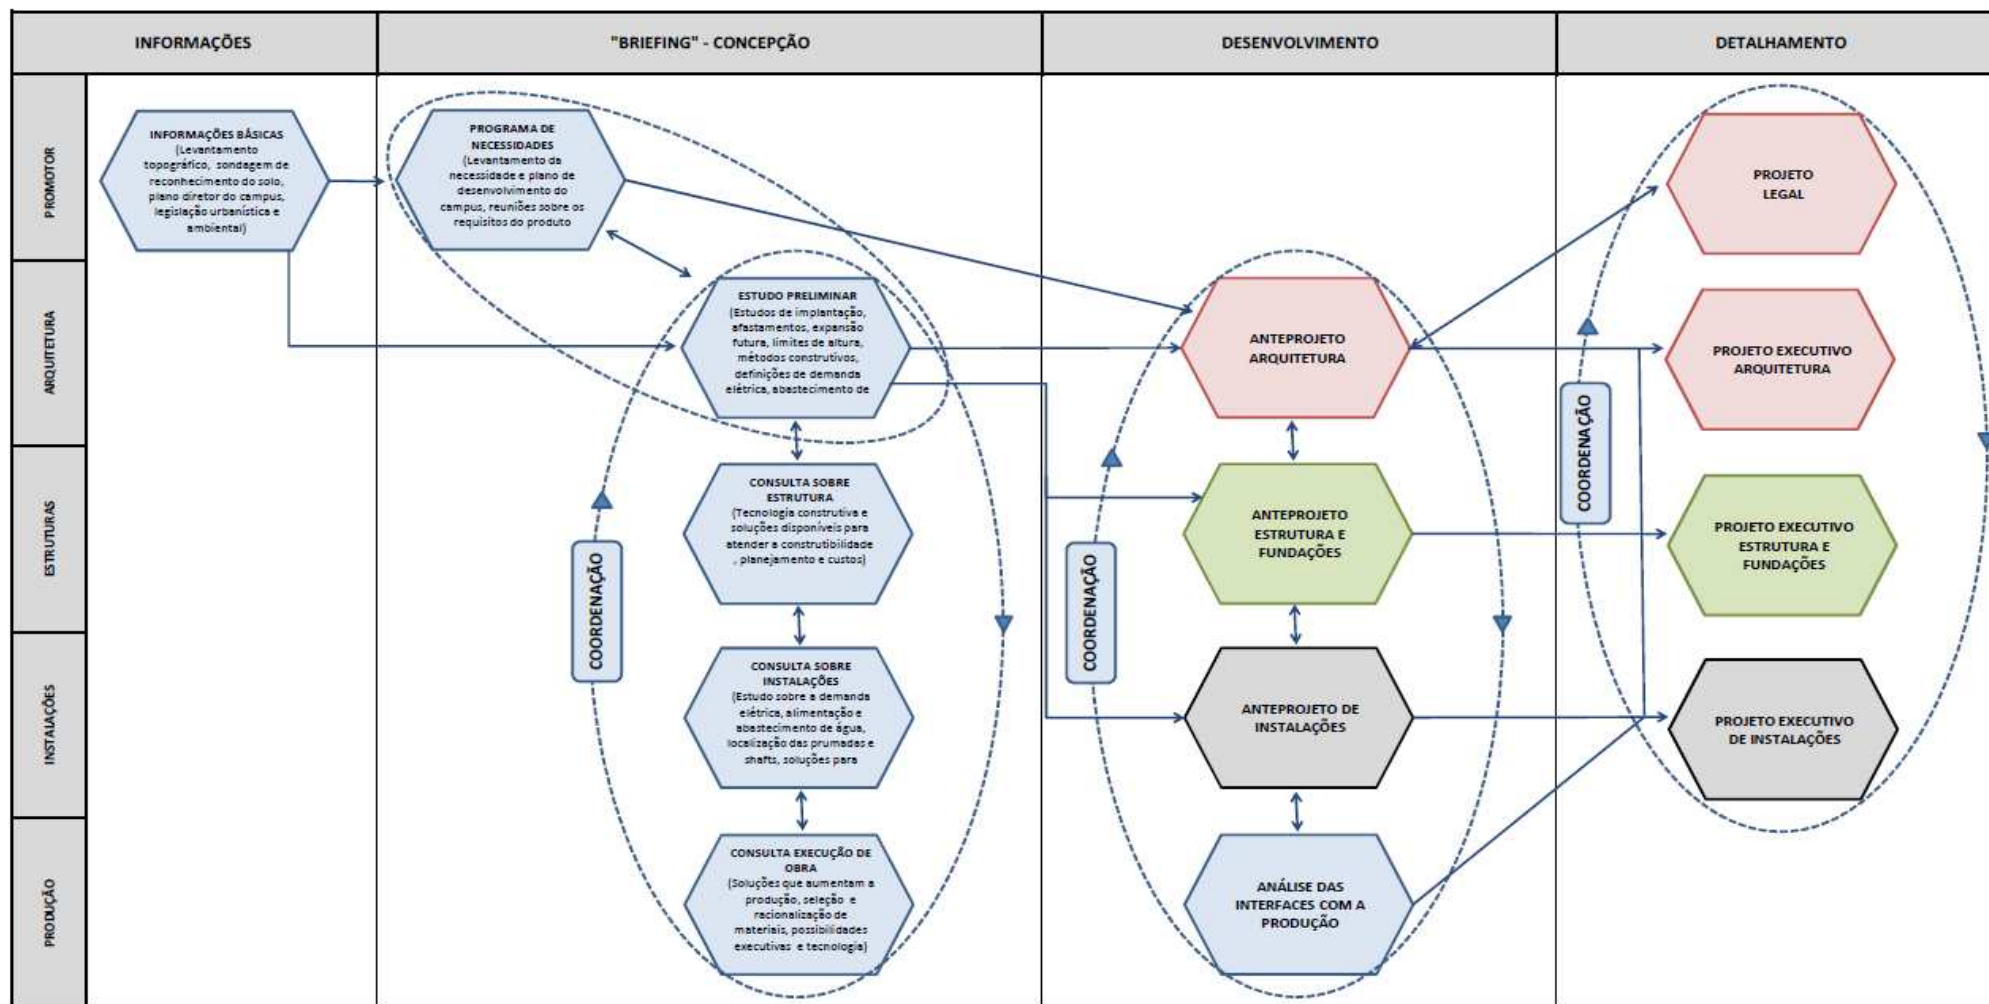 INFORMAÇÕES
"BRIEFING" - CONCEPÇÃO
DESENVOLVIMENTO
DETALHAMENTO
PROMOTOR
INFORMAÇÕES BÁSICAS
(Levantamento
topográfico, sondagem de
reconhecimento do solo,
plano diretor do campus,
legislação urbanística e
ambiental)
PROGRAMA DE
NECESSIDADES
(Levantamento da
necessidade e plano de
desenvolvimento do
campus, reuniões sobre os
requisitos do produto
PROJETO
LEGAL
ARQUITETURA
ESTUDO PRELIMINAR
(Estudos de implantação,
afastamentos, expansão
futura, limites de altura,
métodos construtivos,
definições de demanda
elétrica, abastecimento de
ANTEPROJETO
ARQUITETURA
PROJETO EXECUTIVO
ARQUITETURA
COORDENAÇÃO
ESTRUTURAS
COORDENAÇÃO
CONSULTA SOBRE
ESTRUTURA
(Tecnologia construtiva e
soluções disponíveis para
atender a construtibilidade
, planejamento e custos)
COORDENAÇÃO
ANTEPROJETO
ESTRUTURA E
FUNDAÇÕES
PROJETO EXECUTIVO
ESTRUTURA E
FUNDAÇÕES
INSTALAÇÕES
CONSULTA SOBRE
INSTALAÇÕES
(Estudo sobre a demanda
elétrica, alimentação e
abastecimento de água,
localização das prumadas e
shafts, soluções para
ANTEPROJETO DE
INSTALAÇÕES
PROJETO EXECUTIVO
DE INSTALAÇÕES
PRODUÇÃO
CONSULTA EXECUÇÃO DE
OBRA
(Soluções que aumentam a
produção, seleção e
racionalização de
materiais, possibilidades
executivas e tecnologia)
ANÁLISE DAS
INTERFACES COM A
PRODUÇÃO